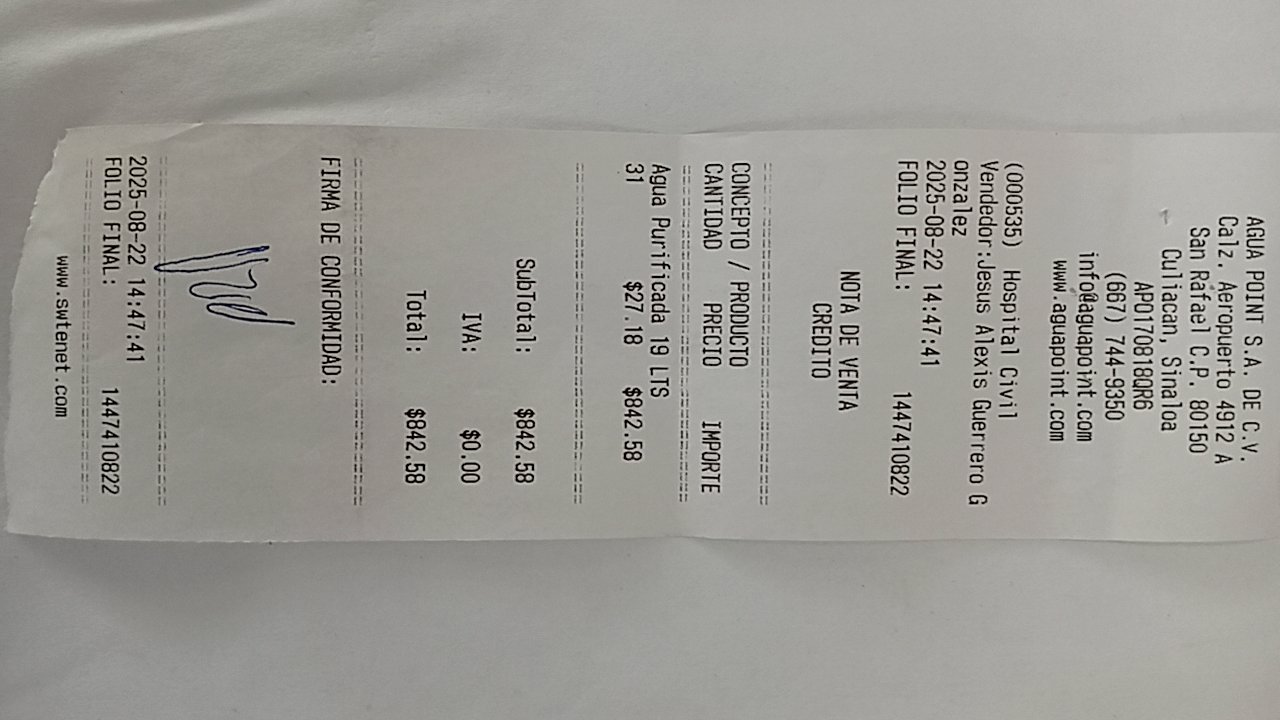 AGUA POINT S.A. DE C.V.
Calz. Aeropuerto 4912 A
San Rafael C.P. 80150
Culiacan, Sinaloa
APO170818QR6
(667) 744-9350
info@aguapoint.com
www.aguapoint.com
(000535) Hospital Civil
Vendedor:Jesus Alexis Guerrero G
onzalez
2025-08-22 14:47:41
FOLIO FINAL: 1447410822
NOTA DE VENTA
CREDITO
CONCEPTO / PRODUCTO
CANTIDAD PRECIO IMPORTE
Agua Purificada 19 LTS
31 $27.18 $842.58
SubTotal: $842.58
IVA: $0.00
Total: $842.58
FIRMA DE CONFORMIDAD:
2025-08-22 14:47:41
FOLIO FINAL: 1447410822
www.swtenet.com